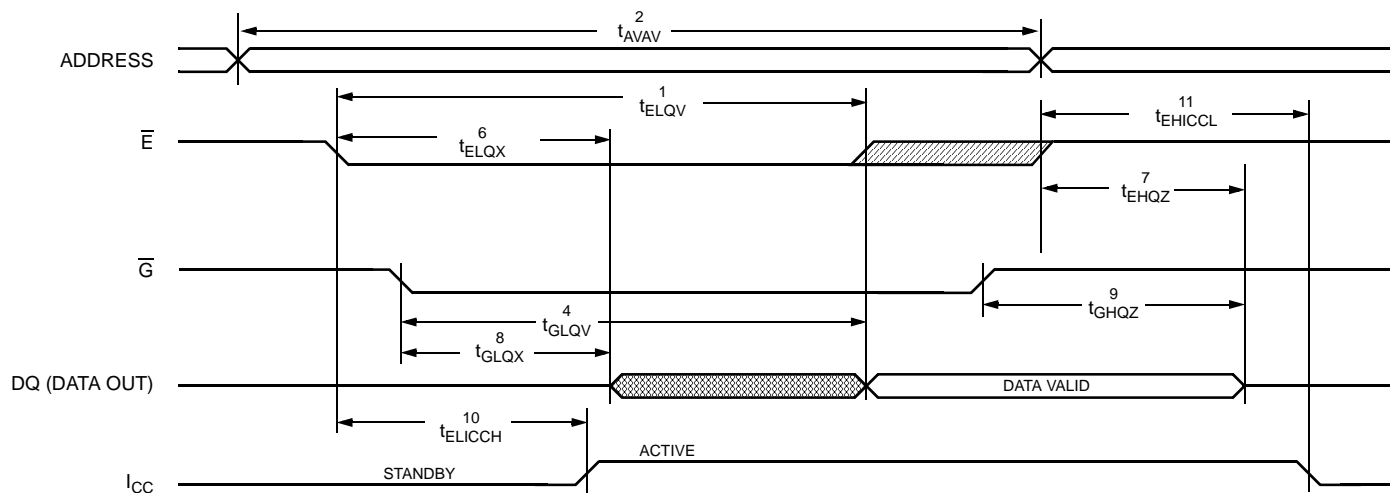 2
tAVAV
ADDRESS
1
tELQV
11
tEHICCL
E
6
tELQX
7
tEHQZ
G
9
tGHQZ
4
tGLQV
8
tGLQX
DQ (DATA OUT)
DATA VALID
10
tELICCH
ACTIVE
STANDBY
ICC